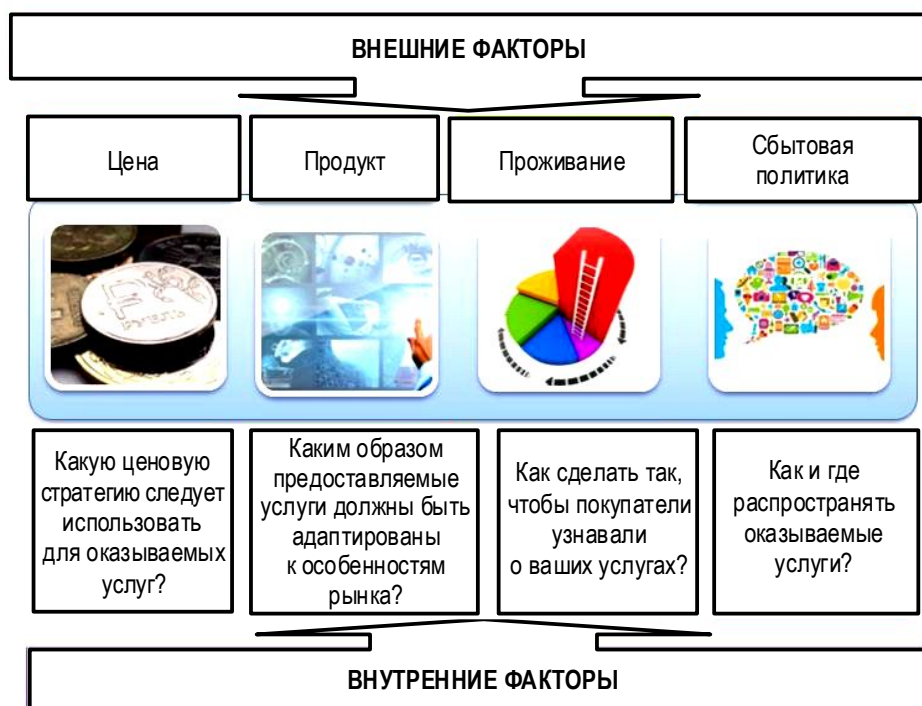 ВНЕШНИЕ ФАКТОРЫ
Цена
Продукт
Проживание
Сбытовая
политика
РУБЛЬ
Какую ценовую
стратегию следует
использовать
для оказываемых
услуг?
Каким образом
предоставляемые
услуги должны быть
адаптированы
к особенностям
рынка?
Как сделать так,
чтобы покупатели
узнавали
о ваших услугах?
Как и где
распространять
оказываемые
услуги?
ВНУТРЕННИЕ ФАКТОРЫ